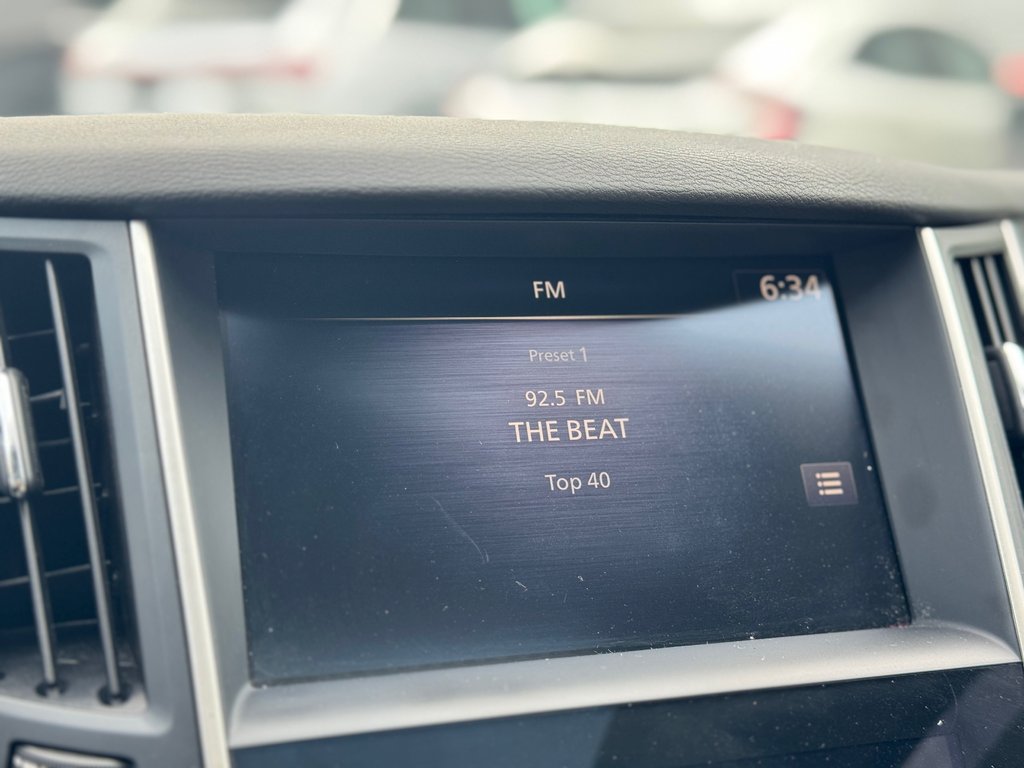 FM
6:34
Preset 1
92.5 FM
THE BEAT
Top 40